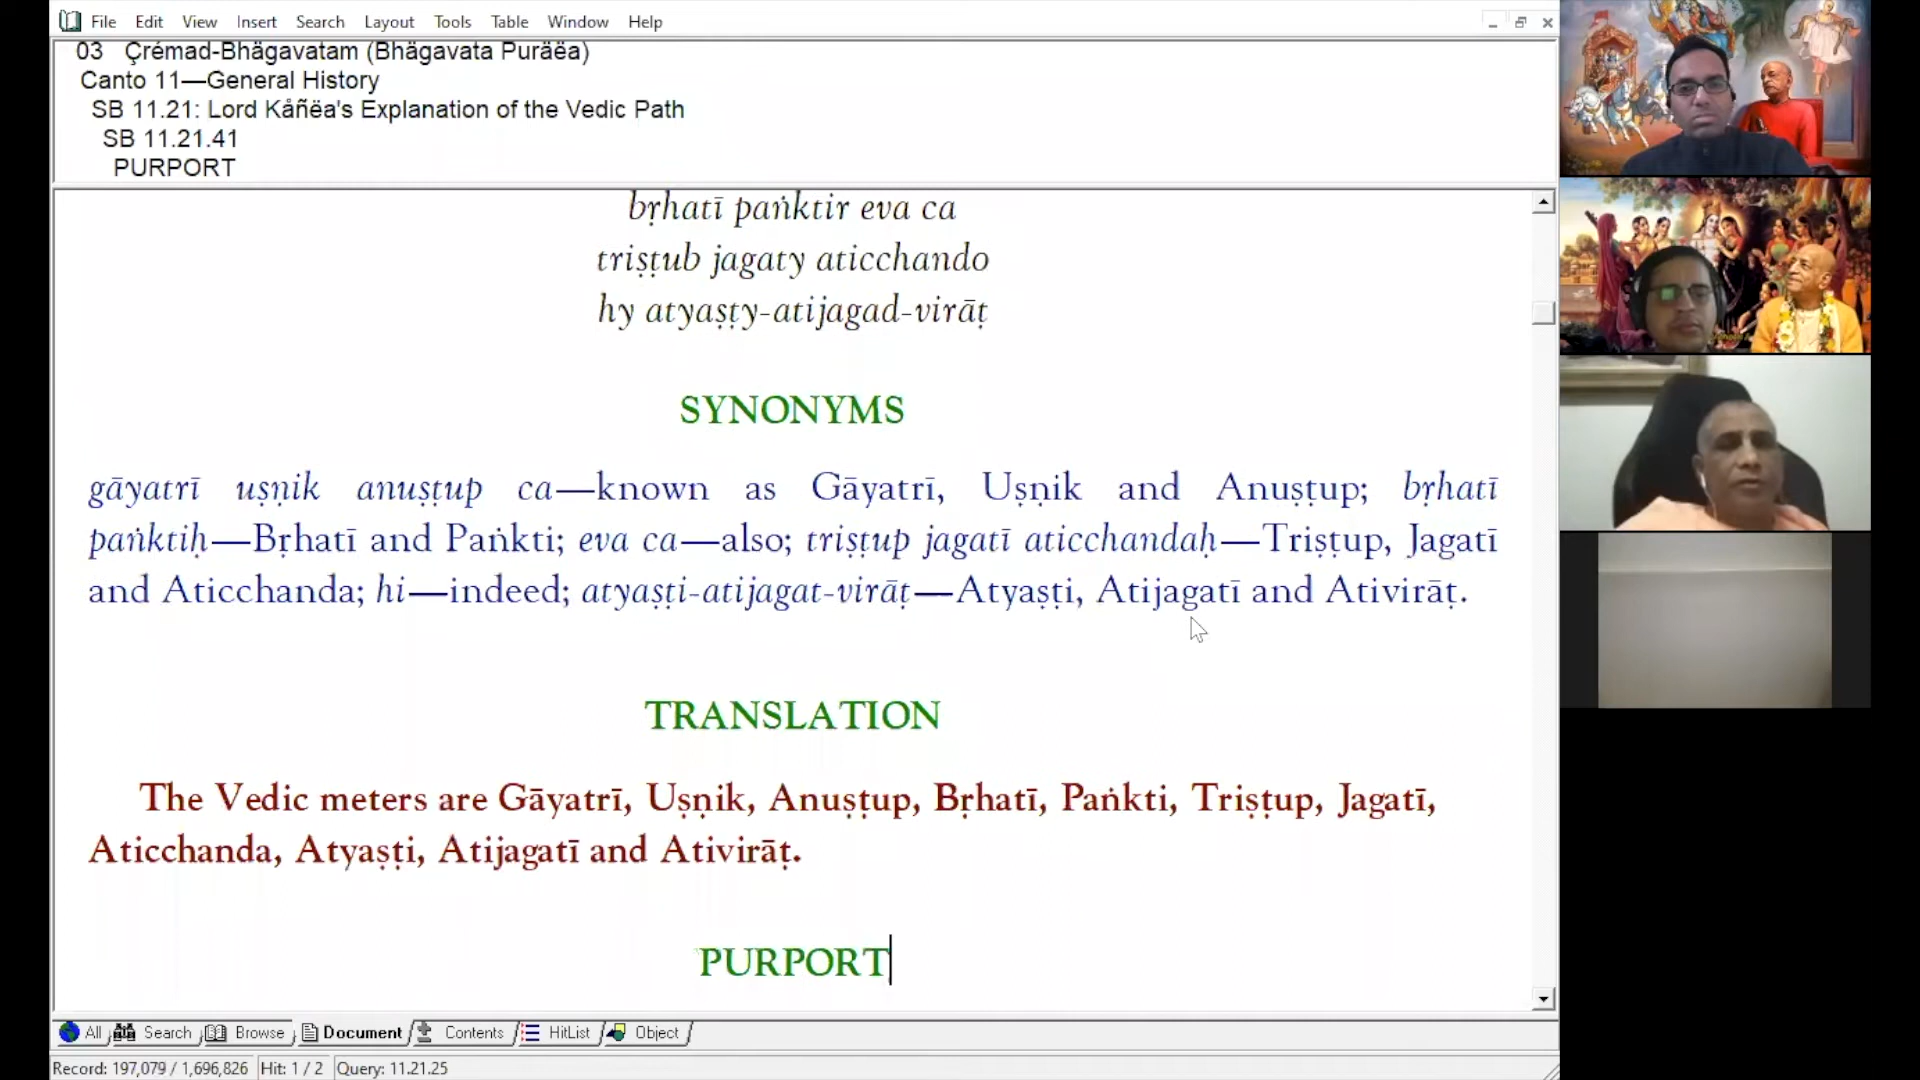 File Edit View Insert Search Layout Tools Table Window Help
03 Çrémad-Bhägavatam (Bhägavata Puräëa)
Canto 11—General History
SB 11.21: Lord Kåñëa's Explanation of the Vedic Path
SB 11.21.41
PURPORT
bṛhatī paṅktir eva ca
triṣṭub jagaty aticchando
hy atyaṣṭy-atijagad-virāṭ
SYNONYMS
gāyatrī uṣṇik anuṣṭup ca—known as Gāyatrī, Uṣṇik and Anuṣṭup; bṛhatī
paṅktiḥ—Bṛhatī and Paṅkti; eva ca—also; triṣṭup jagatī aticchandaḥ—Triṣṭup, Jagatī
and Aticchanda; hi—indeed; atyaṣṭi-atijagat-virāṭ—Atyaṣṭi, Atijagatī and Ativirāṭ.
TRANSLATION
The Vedic meters are Gāyatrī, Uṣṇik, Anuṣṭup, Bṛhatī, Paṅkti, Triṣṭup, Jagatī,
Aticchanda, Atyaṣṭi, Atijagatī and Ativirāṭ.
PURPORT
All Search Browse Document Contents HitList Object
Record: 197,079 / 1,696,826 Hit: 1 / 2 Query: 11.21.25